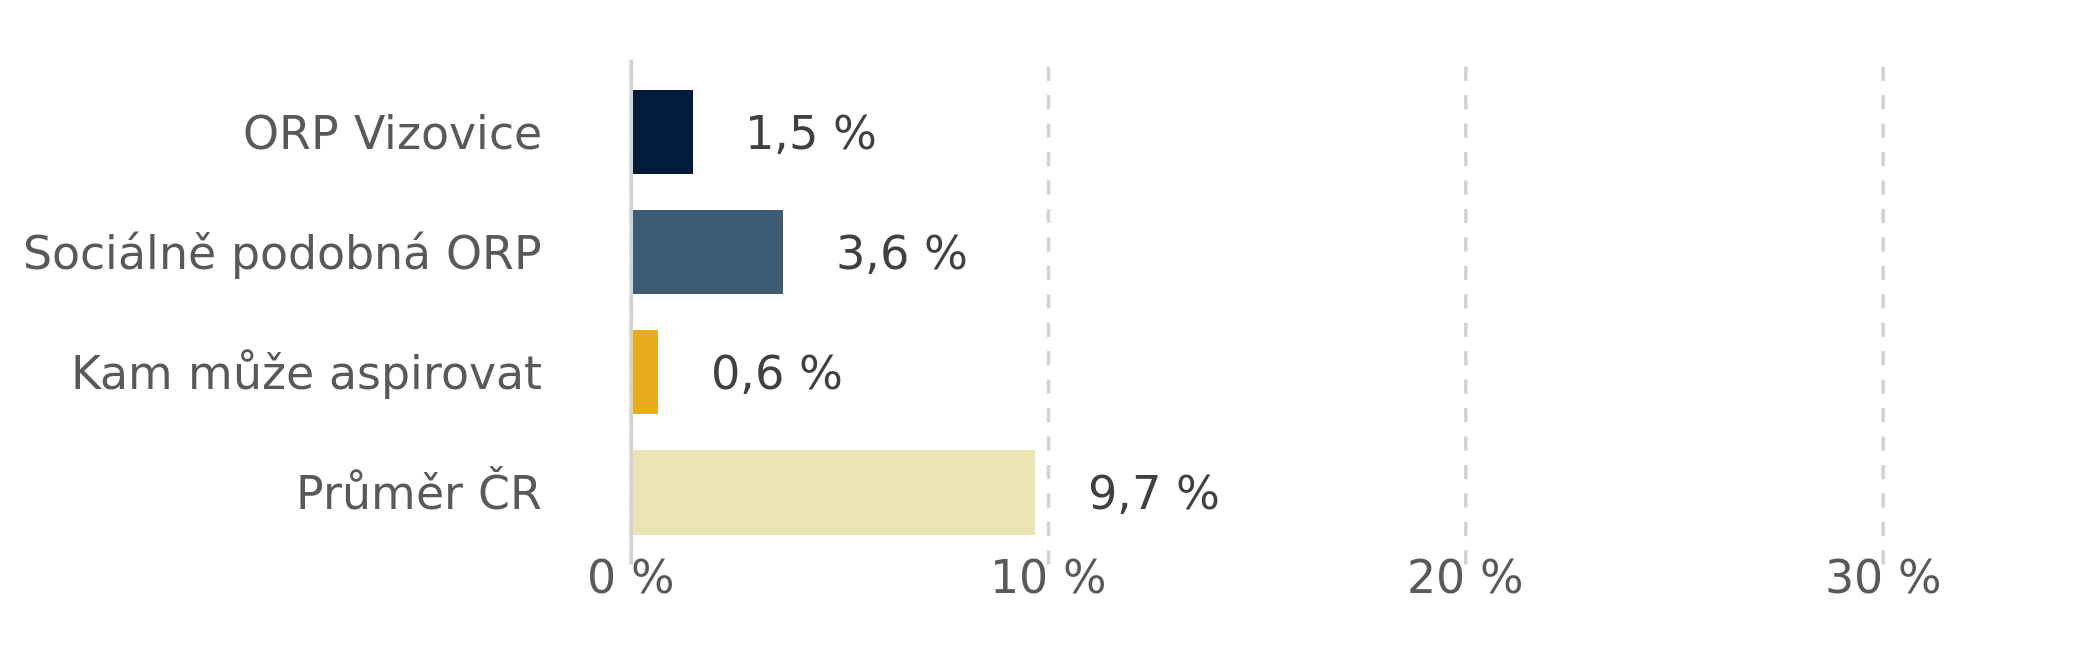 ORP Vizovice 1,5 %
Sociálně podobná ORP 3,6 %
Kam může aspirovat 0,6 %
Průměr ČR 9,7 %
0 % 10 % 20 % 30 %